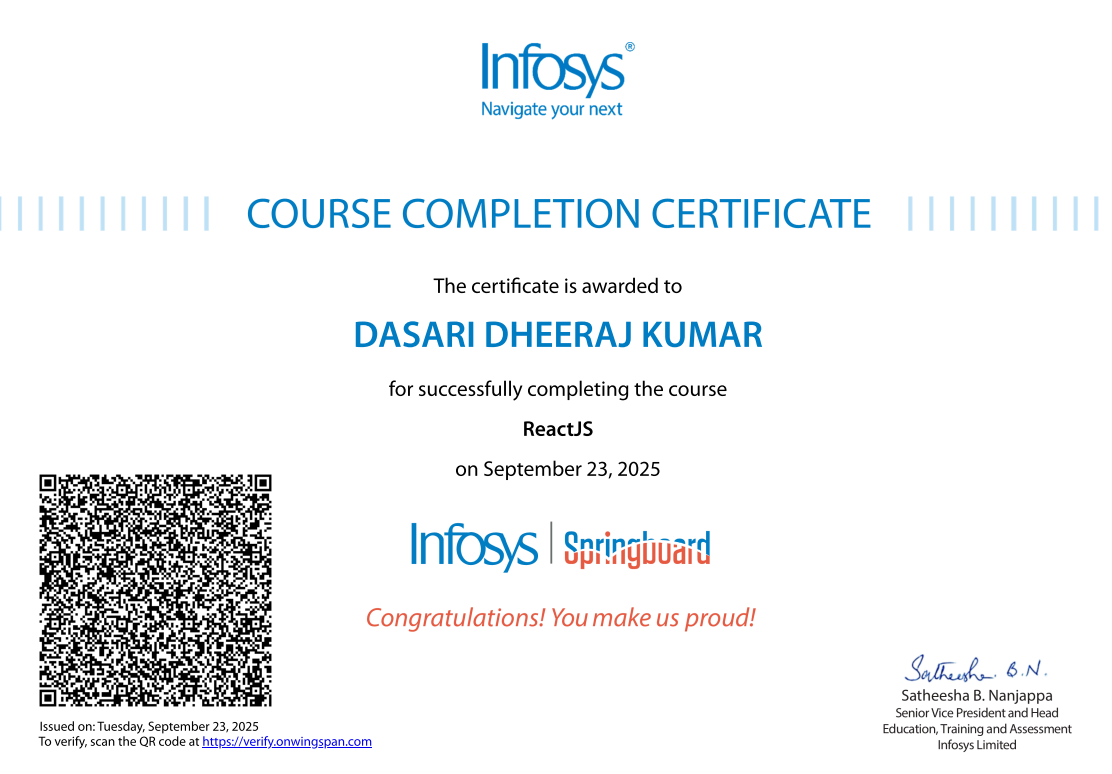 Infosys®
Navigate your next
COURSE COMPLETION CERTIFICATE
The certificate is awarded to
DASARI DHEERAJ KUMAR
for successfully completing the course
ReactJS
on September 23, 2025
Infosys | Springboard
Congratulations! You make us proud!
Satheesha B.N.
Satheesha B. Nanjappa
Senior Vice President and Head
Education, Training and Assessment
Infosys Limited
Issued on: Tuesday, September 23, 2025
To verify, scan the QR code at https://verify.onwingspan.com